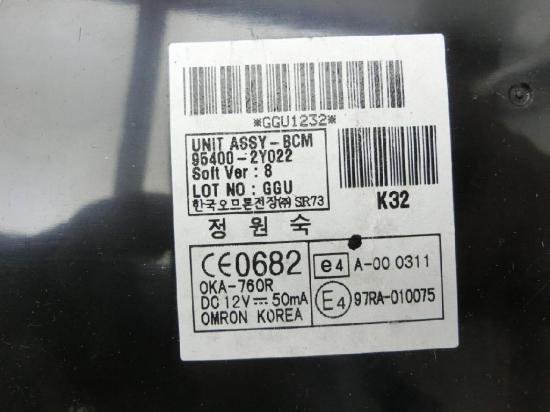 *GGU1232*
UNIT ASSY-BCM
95400-2Y022
Soft Ver : 8
LOT NO : GGU
한국오므론전장(주) SIR73
K32
정 원 숙
CE0682
OKA-760R
DC 12V⎓50mA
OMRON KOREA
e4 A-00 0311
E4 97RA-010075